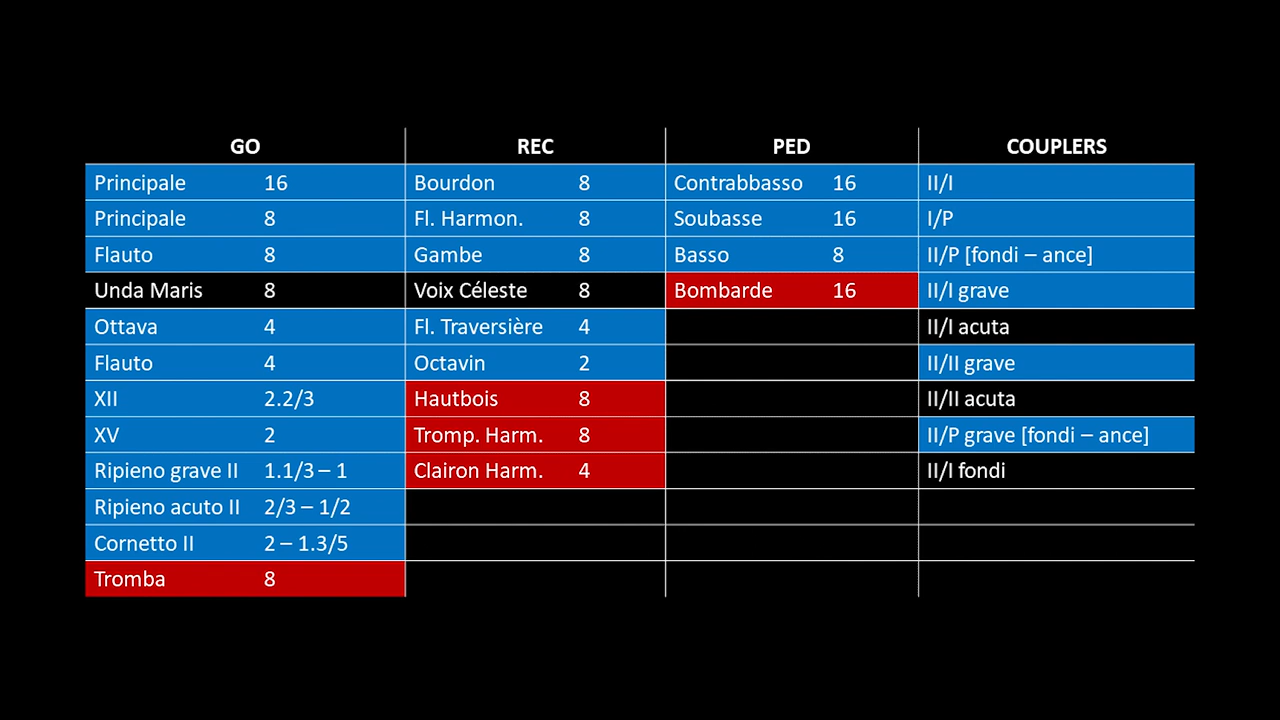 GO REC PED COUPLERS
Principale 16 Bourdon 8 Contrabbasso 16 II/I
Principale 8 Fl. Harmon. 8 Soubasse 16 I/P
Flauto 8 Gambe 8 Basso 8 II/P [fondi – ance]
Unda Maris 8 Voix Céleste 8 Bombarde 16 II/I grave
Ottava 4 Fl. Traversière 4 II/I acuta
Flauto 4 Octavin 2 II/II grave
XII 2.2/3 Hautbois 8 II/II acuta
XV 2 Tromp. Harm. 8 II/P grave [fondi – ance]
Ripieno grave II 1.1/3 – 1 Clairon Harm. 4 II/I fondi
Ripieno acuto II 2/3 – 1/2
Cornetto II 2 – 1.3/5
Tromba 8